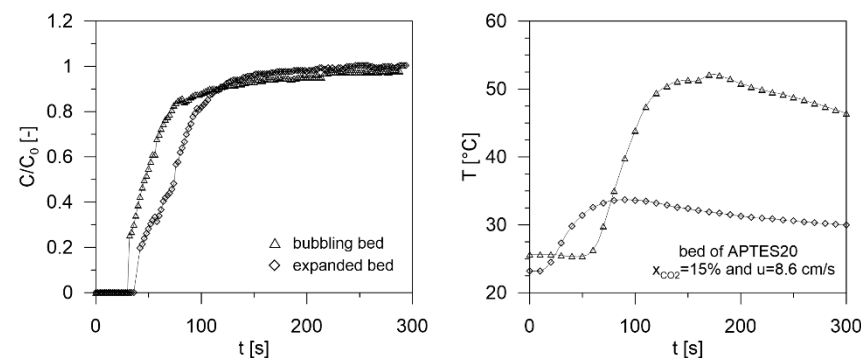 1.2
1
0.8
0.6
0.4
0.2
0
C/C0 [-]
bubbling bed
expanded bed
0 100 200 300
t [s]
60
50
40
30
20
T [°C]
bed of APTES20
xCO2=15% and u=8.6 cm/s
0 100 200 300
t [s]